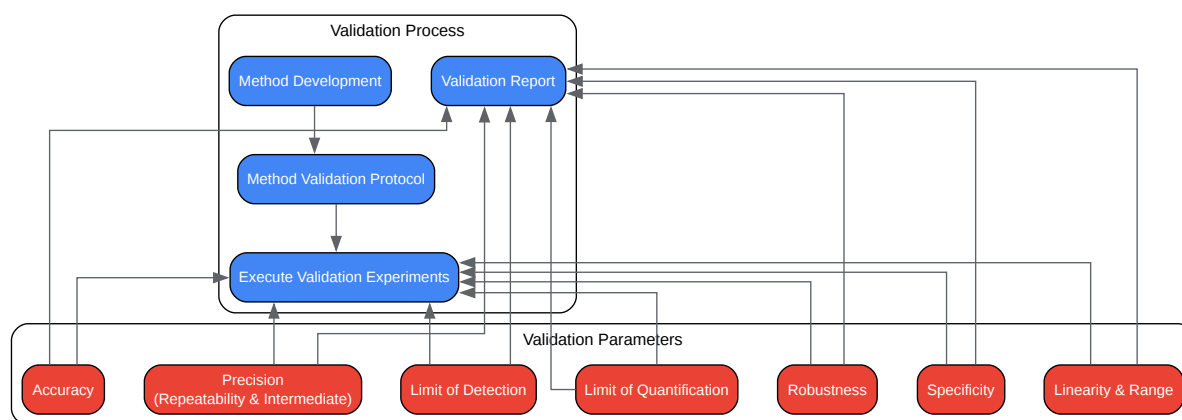 Validation Process
Method Development
Validation Report
Method Validation Protocol
Execute Validation Experiments
Validation Parameters
Accuracy
Precision
(Repeatability & Intermediate)
Limit of Detection
Limit of Quantification
Robustness
Specificity
Linearity & Range